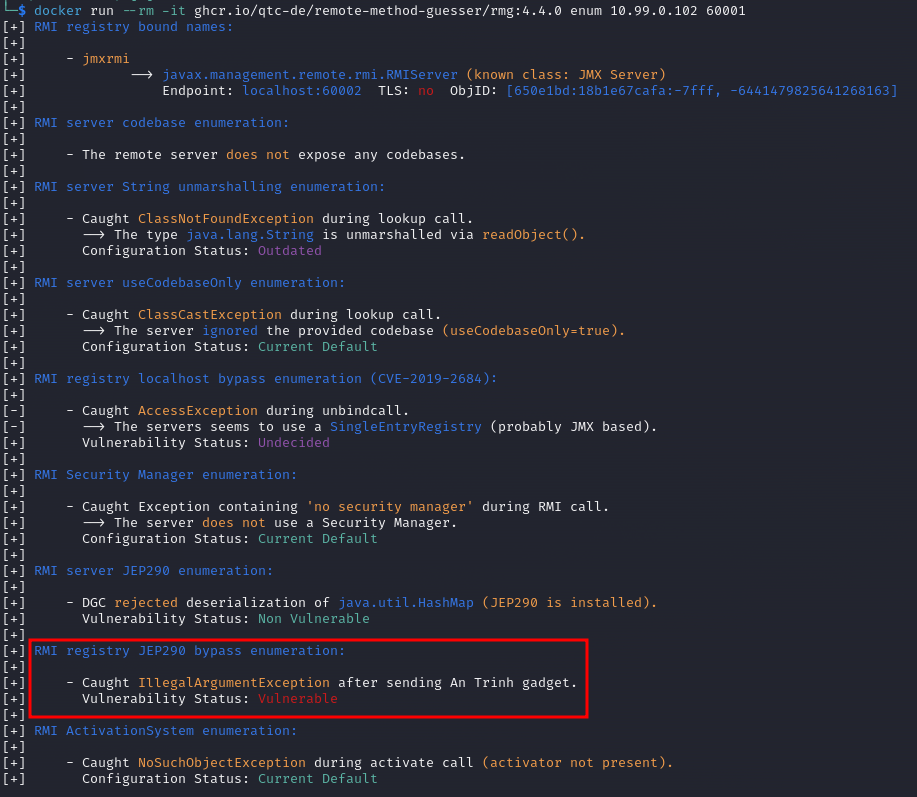 └─$ docker run --rm -it ghcr.io/qtc-de/remote-method-guesser/rmg:4.4.0 enum 10.99.0.102 60001
[+] RMI registry bound names:
[+]
[+]     - jmxrmi
[+]             --> javax.management.remote.rmi.RMIServer (known class: JMX Server)
[+]                 Endpoint: localhost:60002  TLS: no  ObjID: [650e1bd:18b1e67cafa:-7fff, -6441479825641268163]
[+]
[+] RMI server codebase enumeration:
[+]
[+]     - The remote server does not expose any codebases.
[+]
[+] RMI server String unmarshalling enumeration:
[+]
[+]     - Caught ClassNotFoundException during lookup call.
[+]       --> The type java.lang.String is unmarshalled via readObject().
[+]       Configuration Status: Outdated
[+]
[+] RMI server useCodebaseOnly enumeration:
[+]
[+]     - Caught ClassCastException during lookup call.
[+]       --> The server ignored the provided codebase (useCodebaseOnly=true).
[+]       Configuration Status: Current Default
[+]
[+] RMI registry localhost bypass enumeration (CVE-2019-2684):
[+]
[-]     - Caught AccessException during unbindcall.
[-]       --> The servers seems to use a SingleEntryRegistry (probably JMX based).
[+]       Vulnerability Status: Undecided
[+]
[+] RMI Security Manager enumeration:
[+]
[+]     - Caught Exception containing 'no security manager' during RMI call.
[+]       --> The server does not use a Security Manager.
[+]       Configuration Status: Current Default
[+]
[+] RMI server JEP290 enumeration:
[+]
[+]     - DGC rejected deserialization of java.util.HashMap (JEP290 is installed).
[+]       Vulnerability Status: Non Vulnerable
[+]
[+] RMI registry JEP290 bypass enumeration:
[+]
[+]     - Caught IllegalArgumentException after sending An Trinh gadget.
[+]       Vulnerability Status: Vulnerable
[+]
[+] RMI ActivationSystem enumeration:
[+]
[+]     - Caught NoSuchObjectException during activate call (activator not present).
[+]       Configuration Status: Current Default